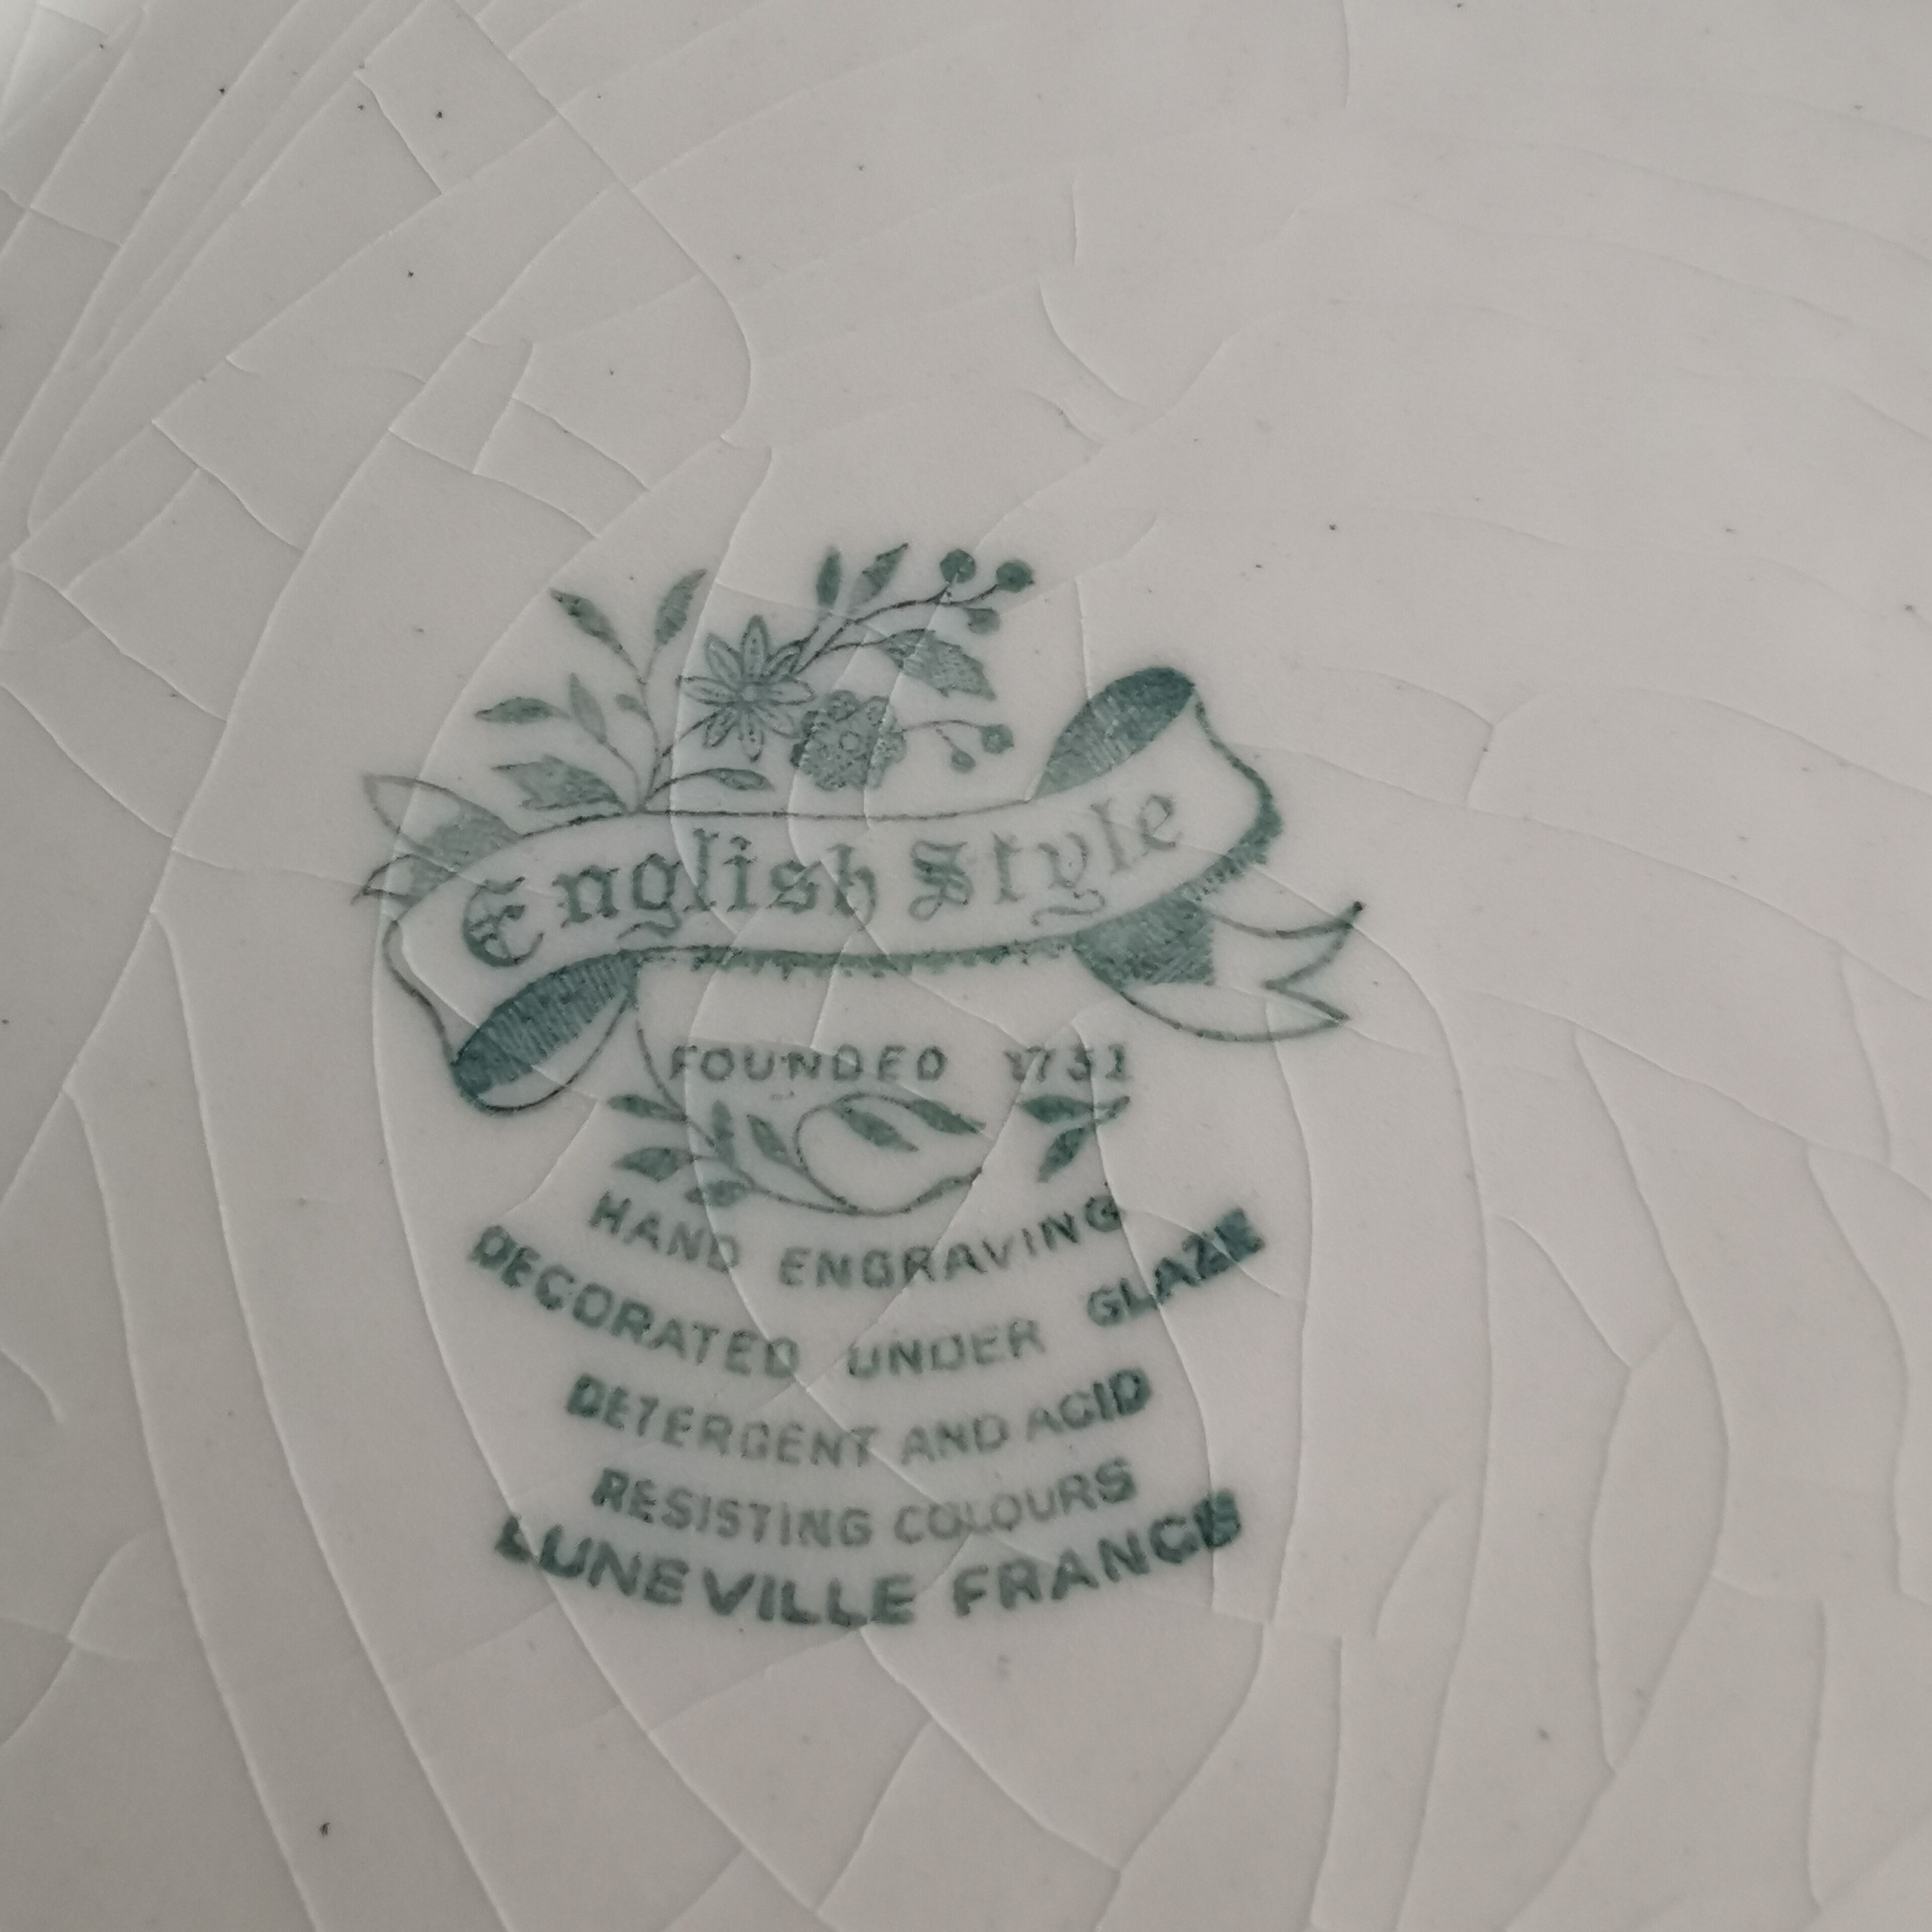 English Style
FOUNDED 1731
HAND ENGRAVING
DECORATED UNDER GLAZE
DETERGENT AND ACID
RESISTING COLOURS
LUNEVILLE FRANCE